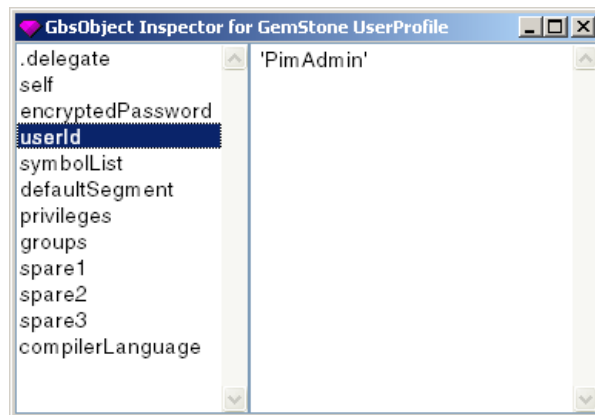 GbsObject Inspector for GemStone UserProfile
.delegate
self
encryptedPassword
userId
symbolList
defaultSegment
privileges
groups
spare1
spare2
spare3
compilerLanguage
'PimAdmin'